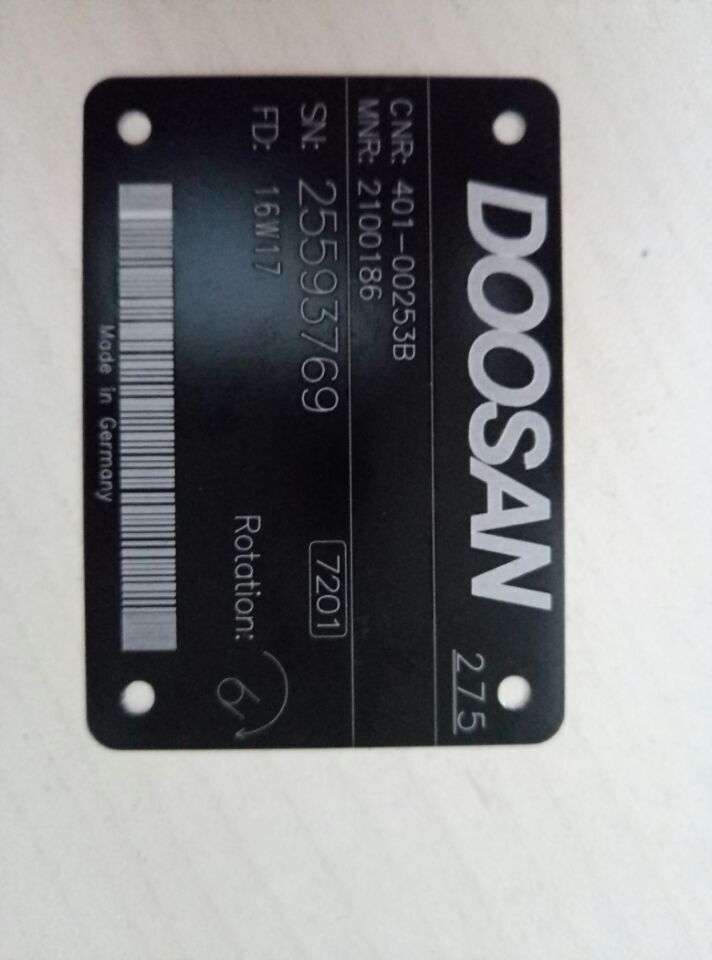 DOOSAN
275
CNR: 401-00253B
MNR: 2100186
SN: 25593769
7201
FD: 16W17
Rotation:
Made in Germany